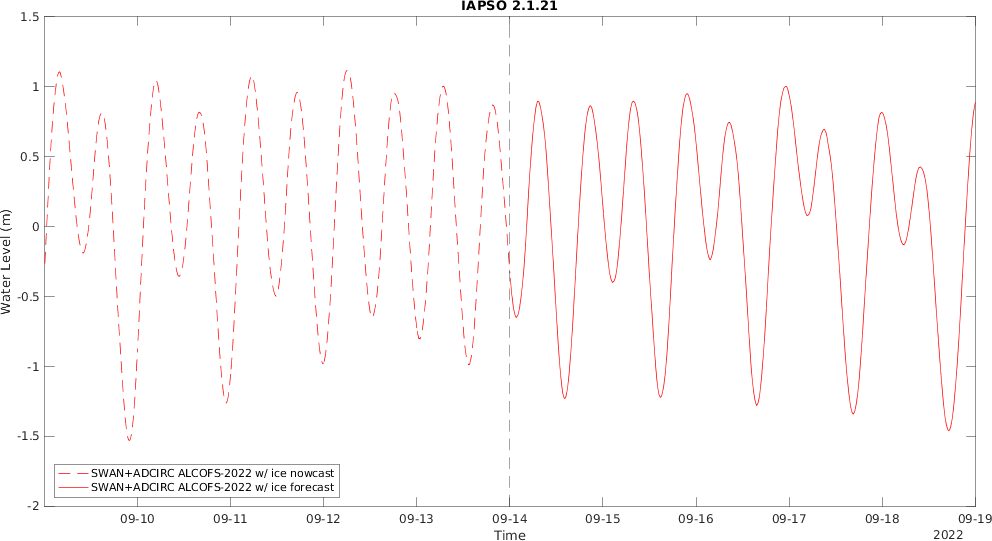 IAPSO 2.1.21
1.5
1
0.5
0
-0.5
-1
-1.5
-2
Water Level (m)
SWAN+ADCIRC ALCOFS-2022 w/ ice nowcast
SWAN+ADCIRC ALCOFS-2022 w/ ice forecast
09-10 09-11 09-12 09-13 09-14 09-15 09-16 09-17 09-18 09-19
Time
2022